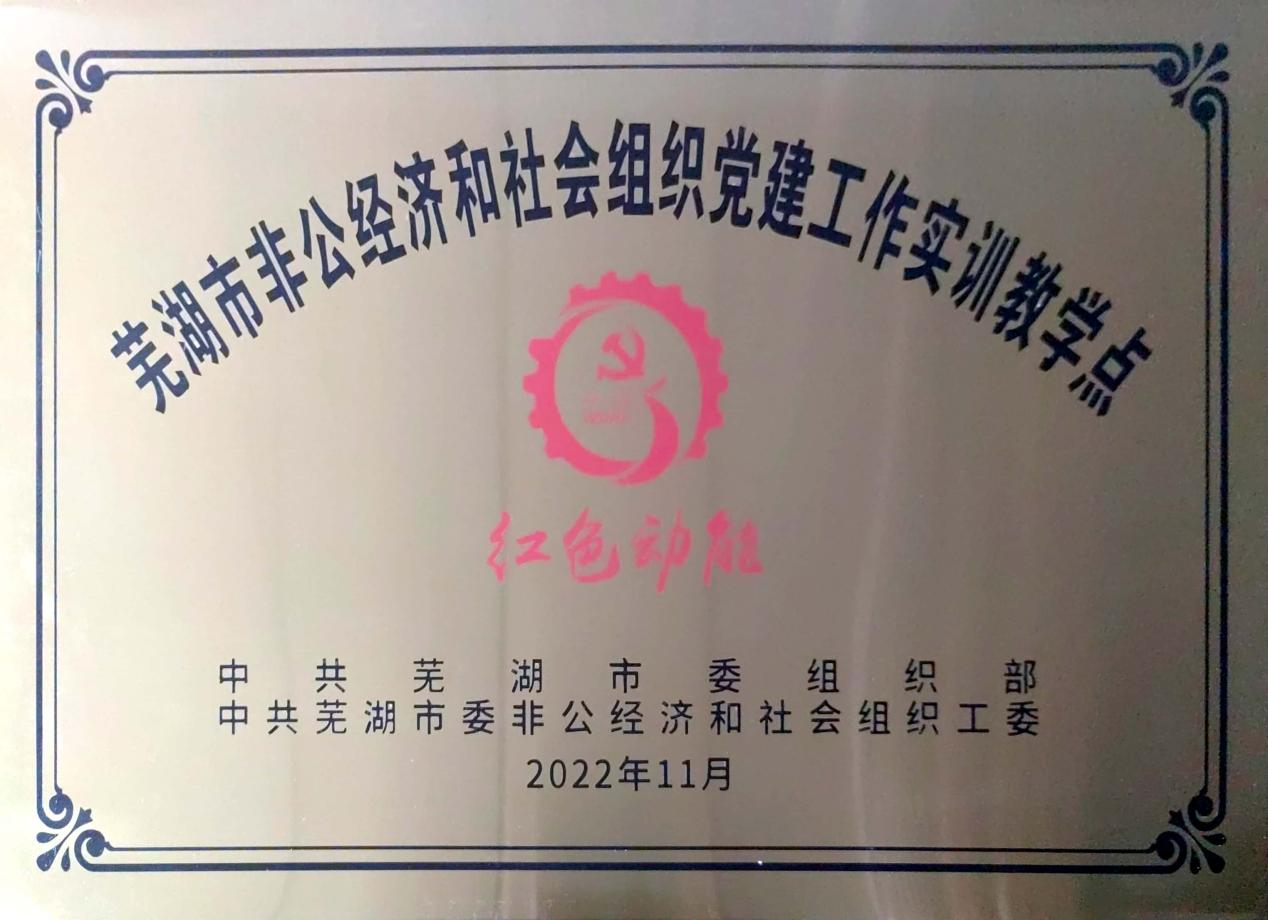 芜湖市非公经济和社会组织党建工作实训教学点
红色动能
中共芜湖市委组织部
中共芜湖市委非公经济和社会组织工委
2022年11月